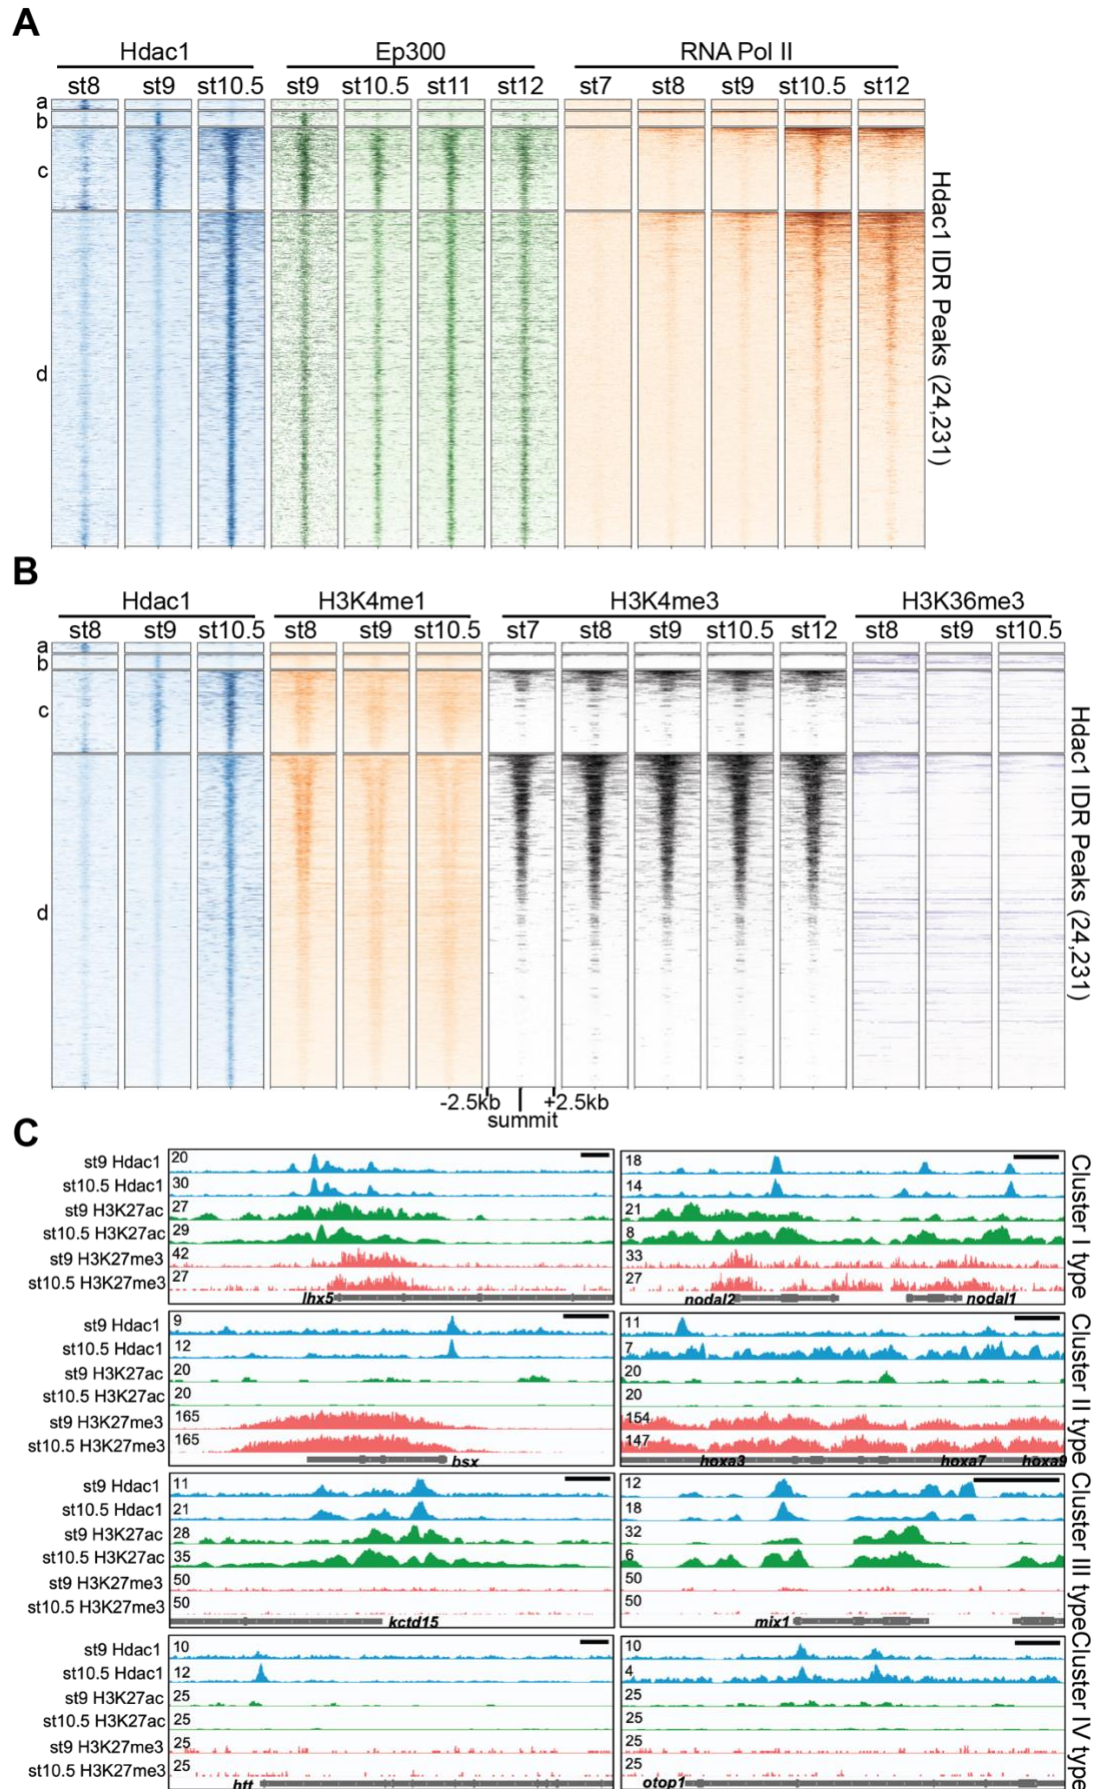 A
Hdac1 Ep300 RNA Pol II
st8 st9 st10.5 st9 st10.5 st11 st12 st7 st8 st9 st10.5 st12
a
b
c
d
Hdac1 IDR Peaks (24,231)
B
Hdac1 H3K4me1 H3K4me3 H3K36me3
st8 st9 st10.5 st8 st9 st10.5 st7 st8 st9 st10.5 st12 st8 st9 st10.5
a
b
c
d
Hdac1 IDR Peaks (24,231)
-2.5kb +2.5kb
summit
C
st9 Hdac1 20 18
st10.5 Hdac1 30 14
st9 H3K27ac 27 21
st10.5 H3K27ac 29 8
st9 H3K27me3 42 33
st10.5 H3K27me3 27 27
lhx5 nodal2 nodal1
Cluster I type
st9 Hdac1 9 11
st10.5 Hdac1 12 7
st9 H3K27ac 20 20
st10.5 H3K27ac 20 20
st9 H3K27me3 165 154
st10.5 H3K27me3 165 147
bsx hoxa3 hoxa7 hoxa9
Cluster II type
st9 Hdac1 11 12
st10.5 Hdac1 21 18
st9 H3K27ac 28 32
st10.5 H3K27ac 35 6
st9 H3K27me3 50 50
st10.5 H3K27me3 50 50
kctd15 mix1
Cluster III type
st9 Hdac1 10 10
st10.5 Hdac1 12 4
st9 H3K27ac 25 25
st10.5 H3K27ac 25 25
st9 H3K27me3 25 25
st10.5 H3K27me3 25 25
htt otop1
Cluster IV type